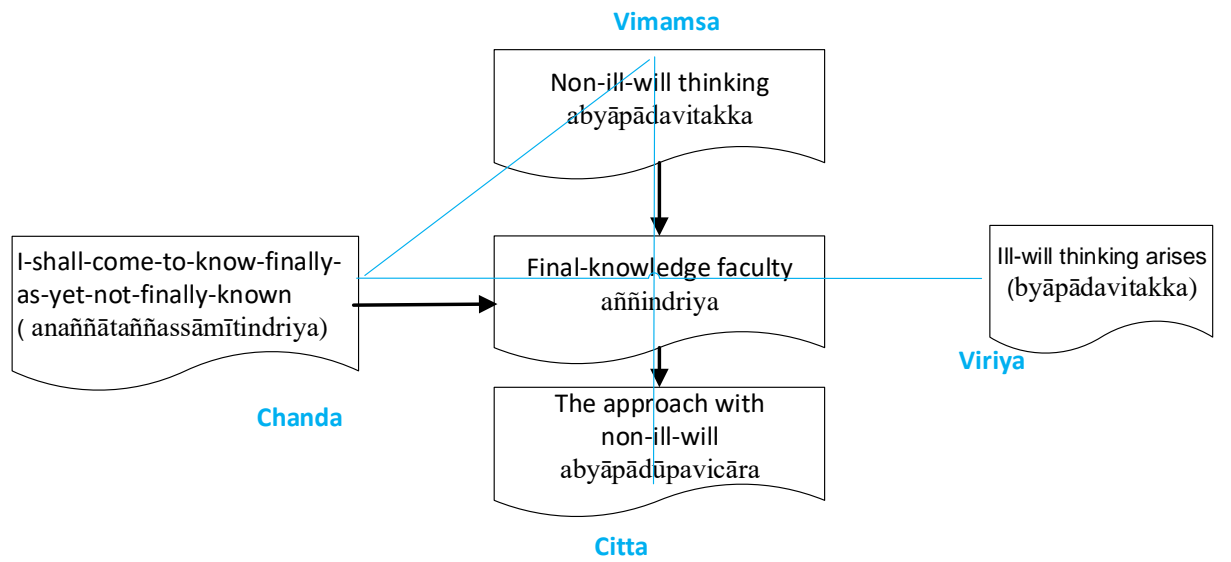 Vimamsa
Non-ill-will thinking
abyāpādavitakka
I-shall-come-to-know-finally-
as-yet-not-finally-known
( anaññātaññassāmītindriya)
Final-knowledge faculty
aññindriya
Ill-will thinking arises
(byāpādavitakka)
Viriya
Chanda
The approach with
non-ill-will
abyāpādūpavicāra
Citta